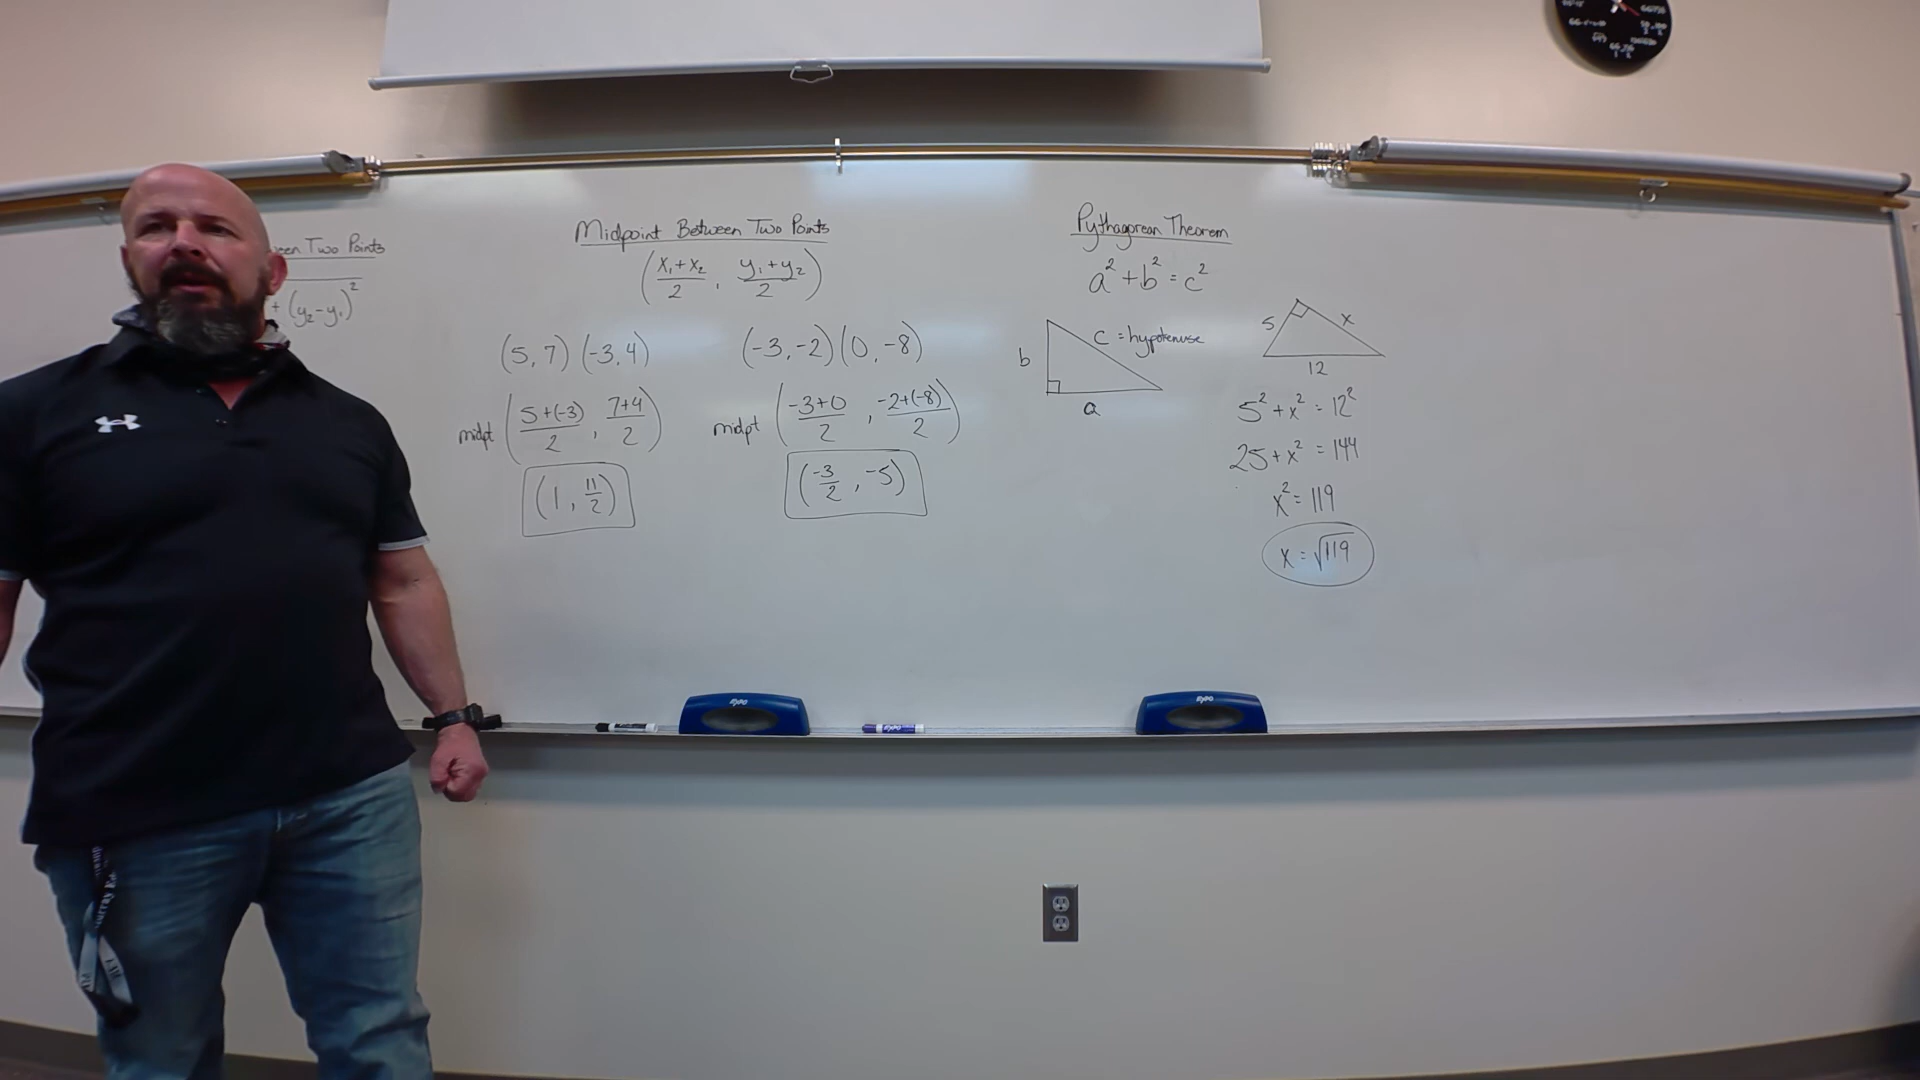 Two Points
+ (y₂-y₁)²
Midpoint Between Two Points
(x₁+x₂/2, y₁+y₂/2)
(5,7) (-3,4)
midpt (5+(-3)/2, 7+4/2)
(1, 11/2)
(-3,-2) (0,-8)
midpt (-3+0/2, -2+(-8)/2)
(-3/2, -5)
Pythagorean Theorem
a²+b²=c²
b
c = hypotenuse
a
5
x
12
5²+x²=12²
25+x²=144
x²=119
x=√119
EXPO
EXPO